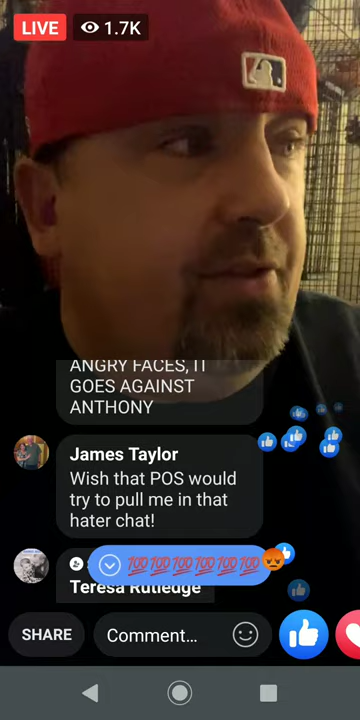 LIVE
1.7K
ANGRY FACES, IT
GOES AGAINST
ANTHONY
James Taylor
Wish that POS would
try to pull me in that
hater chat!
💯💯💯💯💯💯😡
Teresa Rutledge
SHARE
Comment...